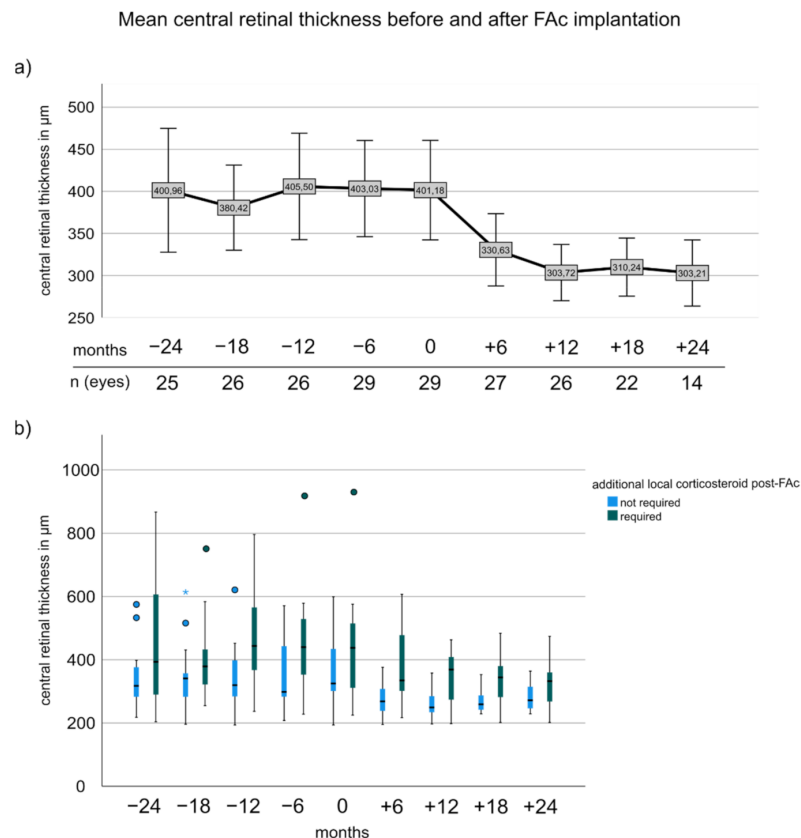 Mean central retinal thickness before and after FAc implantation
a)
central retinal thickness in µm
500
450
400
350
300
250
400,96
380,42
405,50
403,03
401,18
330,63
303,72
310,24
303,21
months −24 −18 −12 −6 0 +6 +12 +18 +24
n (eyes) 25 26 26 29 29 27 26 22 14
b)
central retinal thickness in µm
1000
800
600
400
200
0
additional local corticosteroid post-FAc
not required
required
−24 −18 −12 −6 0 +6 +12 +18 +24
months